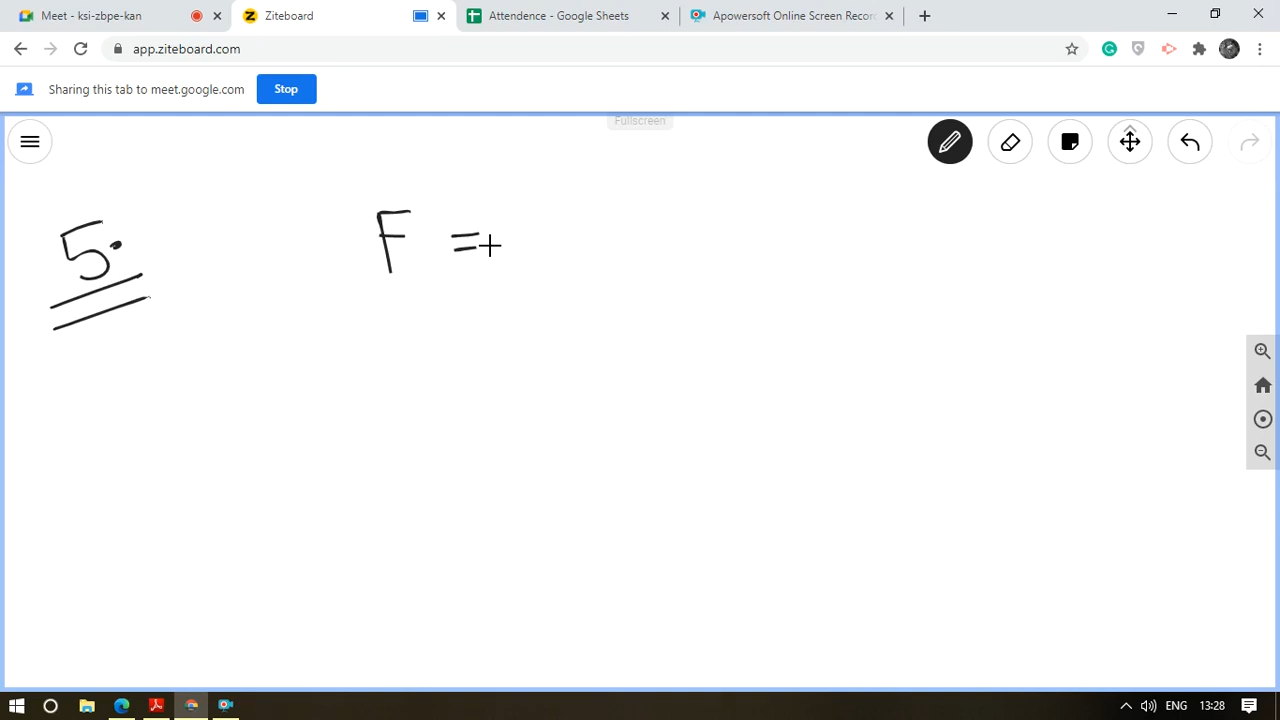 Meet - ksi-zbpe-kan
Ziteboard
Attendence - Google Sheets
Apowersoft Online Screen Recor
app.ziteboard.com
Sharing this tab to meet.google.com
Stop
Fullscreen
5.
F =
ENG
13:28